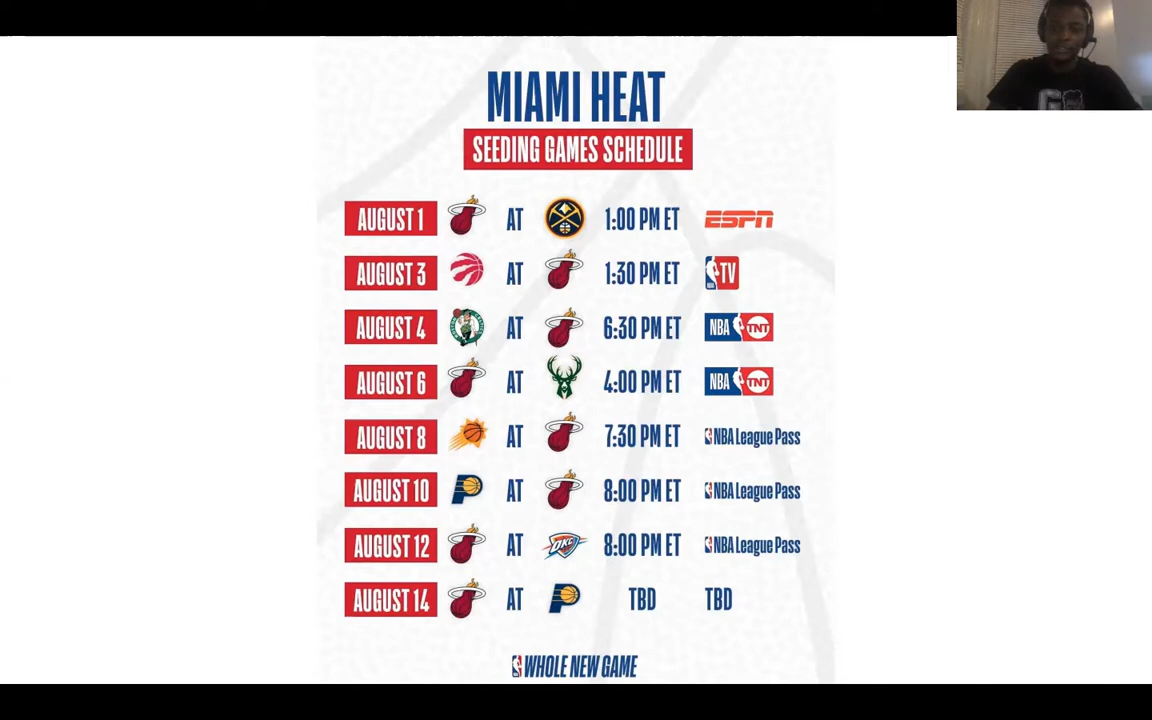 MIAMI HEAT
SEEDING GAMES SCHEDULE
AUGUST 1 AT 1:00 PM ET ESPN
AUGUST 3 AT 1:30 PM ET TV
AUGUST 4 AT 6:30 PM ET NBA TNT
AUGUST 6 AT 4:00 PM ET NBA TNT
AUGUST 8 AT 7:30 PM ET NBA League Pass
AUGUST 10 P AT 8:00 PM ET NBA League Pass
AUGUST 12 AT OKC 8:00 PM ET NBA League Pass
AUGUST 14 AT P TBD TBD
WHOLE NEW GAME